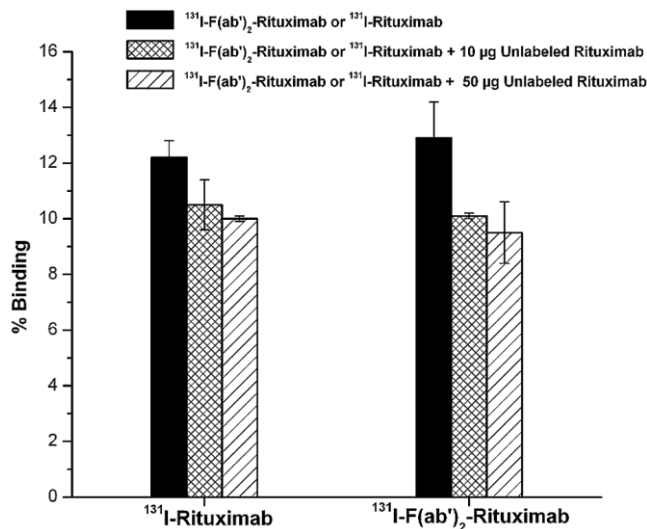 ¹³¹I-F(ab')₂-Rituximab or ¹³¹I-Rituximab
¹³¹I-F(ab')₂-Rituximab or ¹³¹I-Rituximab + 10 µg Unlabeled Rituximab
¹³¹I-F(ab')₂-Rituximab or ¹³¹I-Rituximab + 50 µg Unlabeled Rituximab
% Binding
16
14
12
10
8
6
4
2
0
¹³¹I-Rituximab ¹³¹I-F(ab')₂-Rituximab